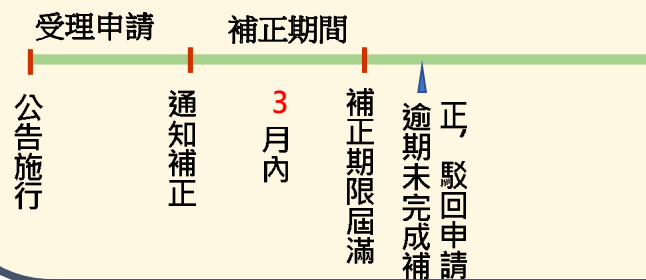 受理申請
補正期間
公告施行
通知補正
3
月內
補正期限屆滿
逾期未完成補
正，駁回申請